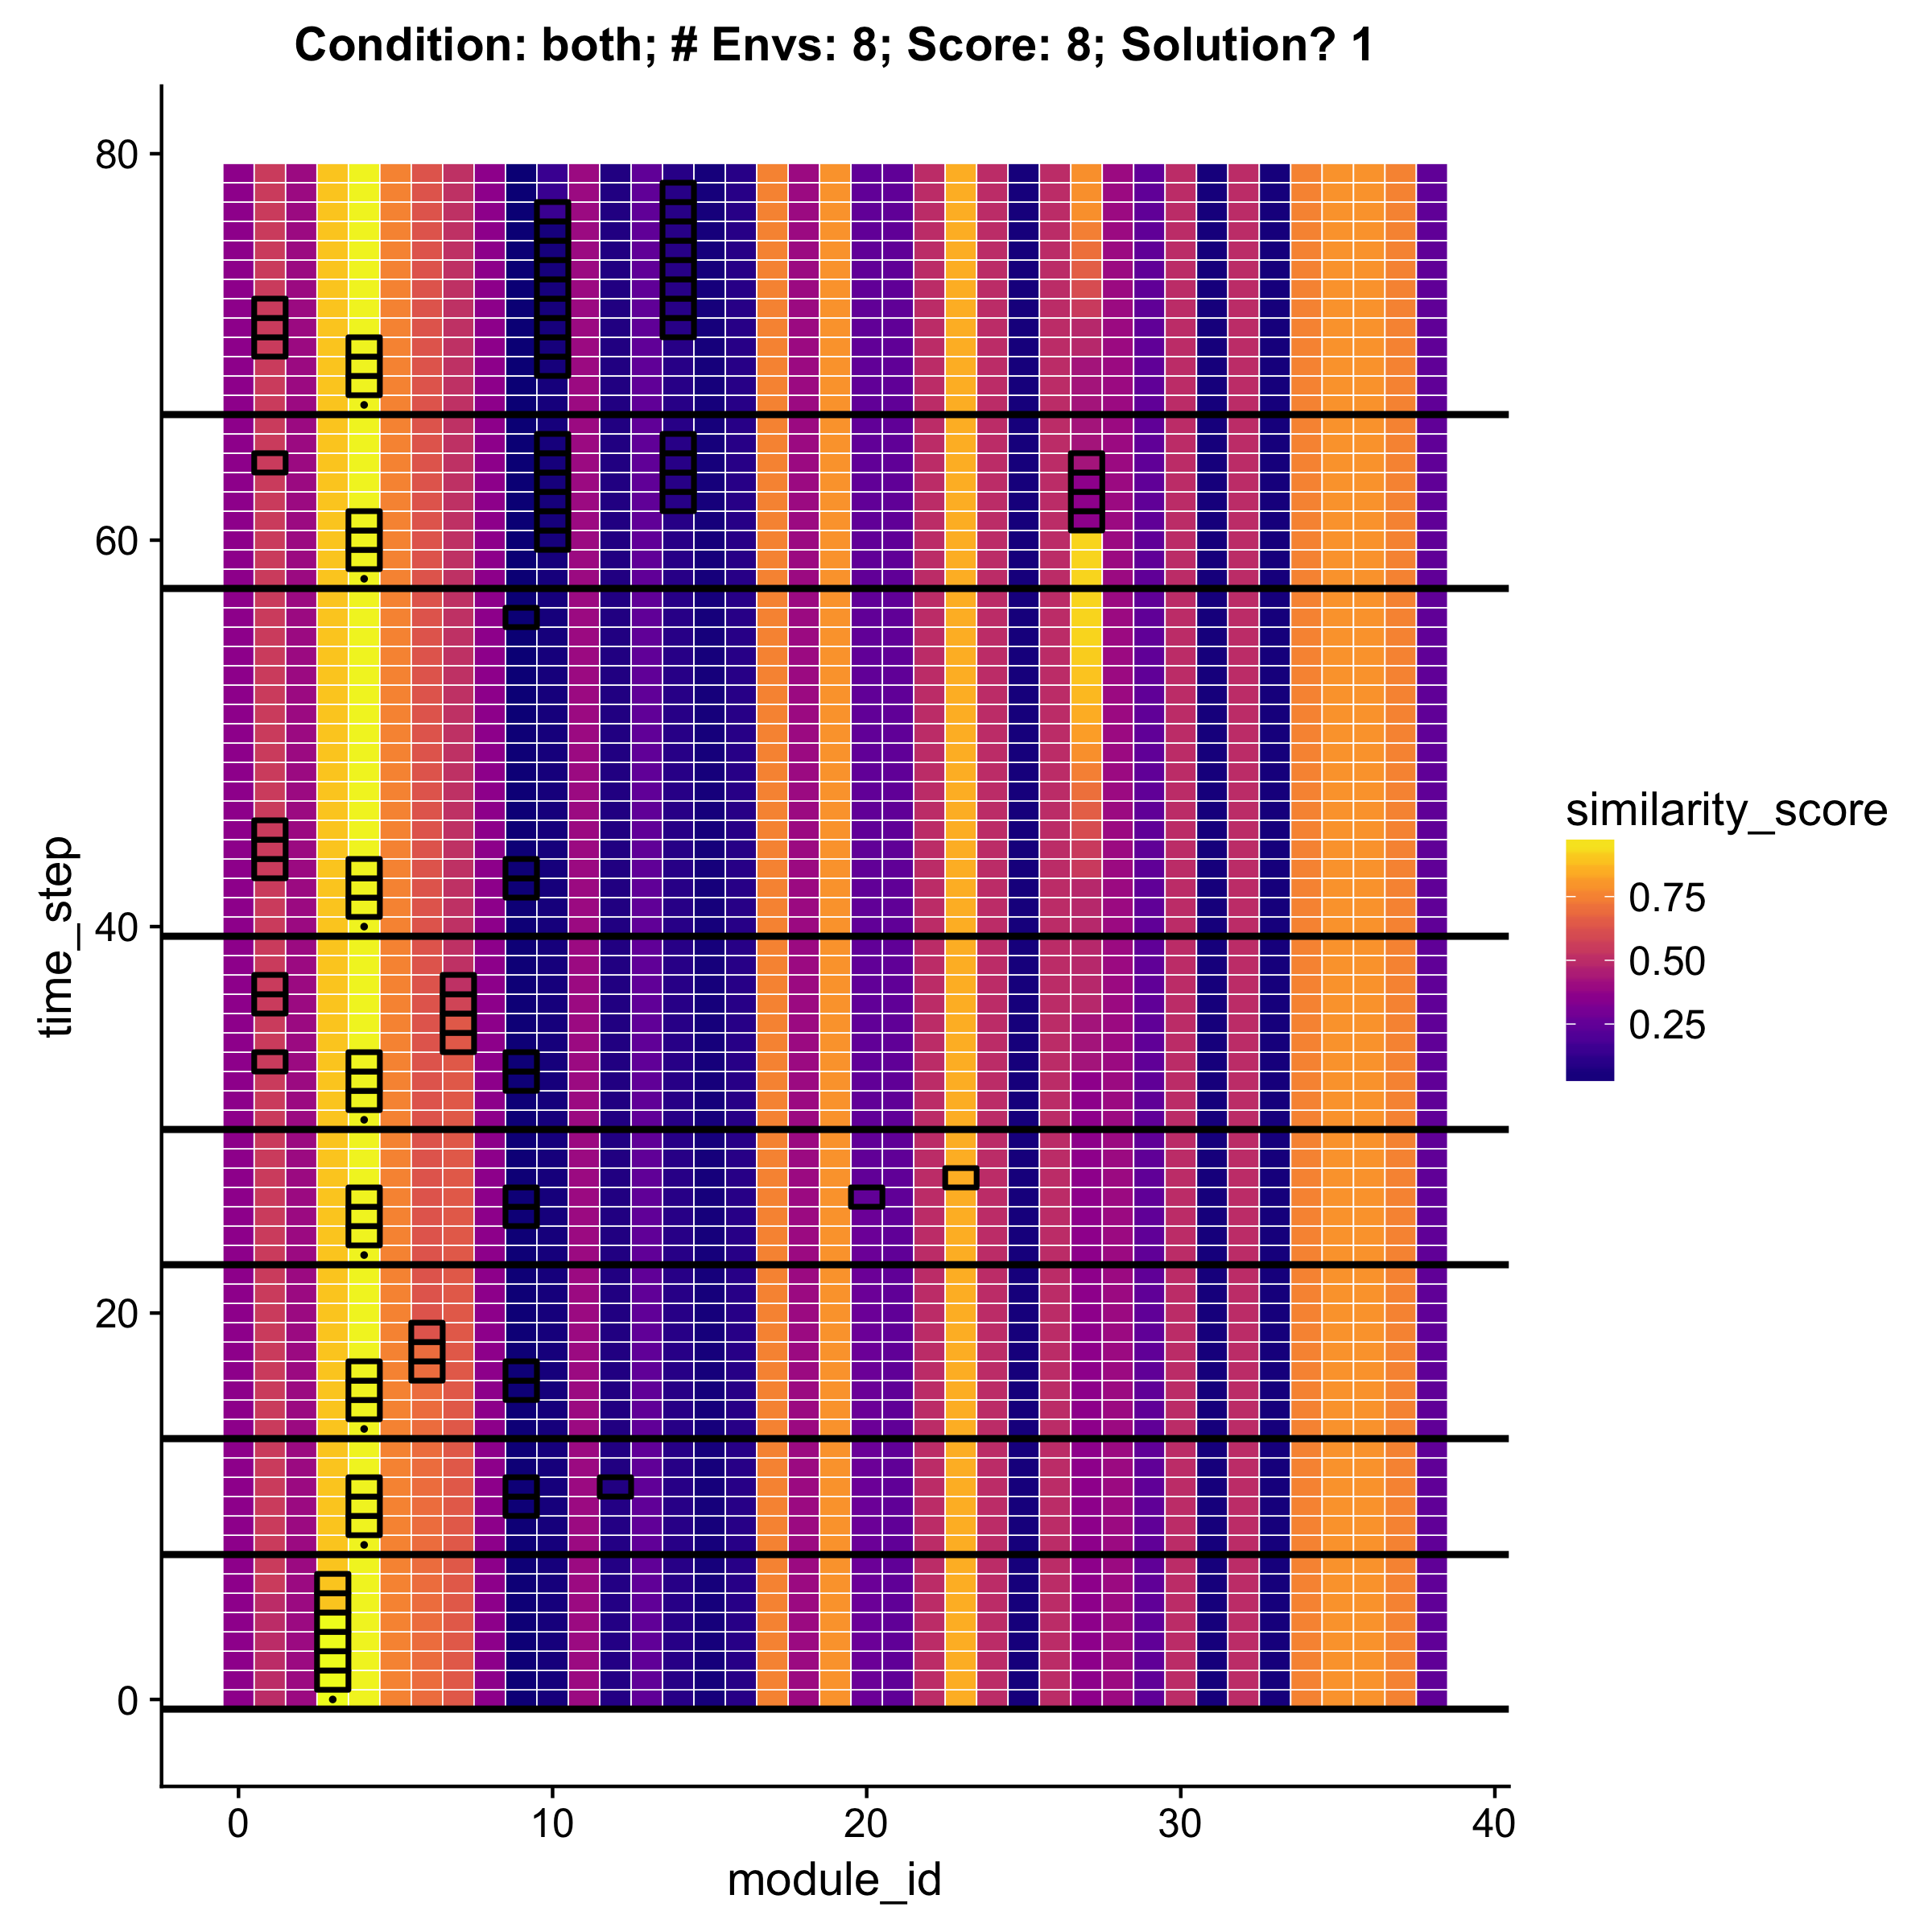 Condition: both; # Envs: 8; Score: 8; Solution? 1
80
60
40
20
0
time_step
0 10 20 30 40
module_id
similarity_score
0.75
0.50
0.25